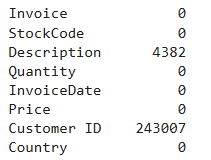 Invoice 0
StockCode 0
Description 4382
Quantity 0
InvoiceDate 0
Price 0
Customer ID 243007
Country 0